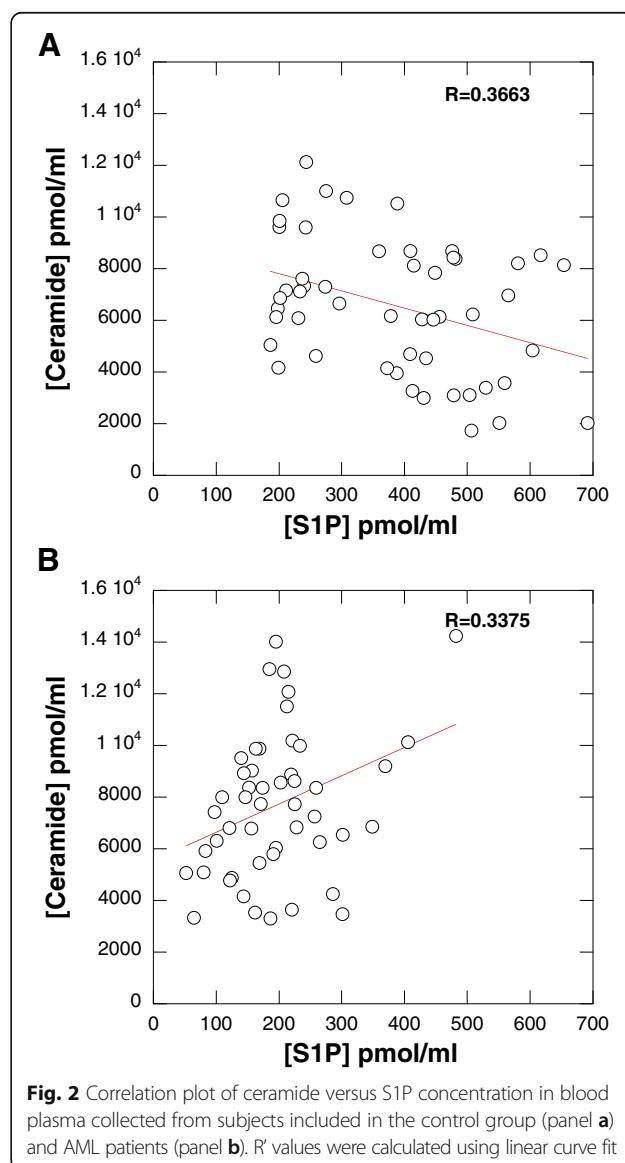 A
1.6 10⁴
R=0.3663
1.4 10⁴
1.2 10⁴
1 10⁴
8000
6000
4000
2000
0
[Ceramide] pmol/ml
0 100 200 300 400 500 600 700
[S1P] pmol/ml
B
1.6 10⁴
R=0.3375
1.4 10⁴
1.2 10⁴
1 10⁴
8000
6000
4000
2000
0
[Ceramide] pmol/ml
0 100 200 300 400 500 600 700
[S1P] pmol/ml
Fig. 2 Correlation plot of ceramide versus S1P concentration in blood
plasma collected from subjects included in the control group (panel a)
and AML patients (panel b). R’ values were calculated using linear curve fit